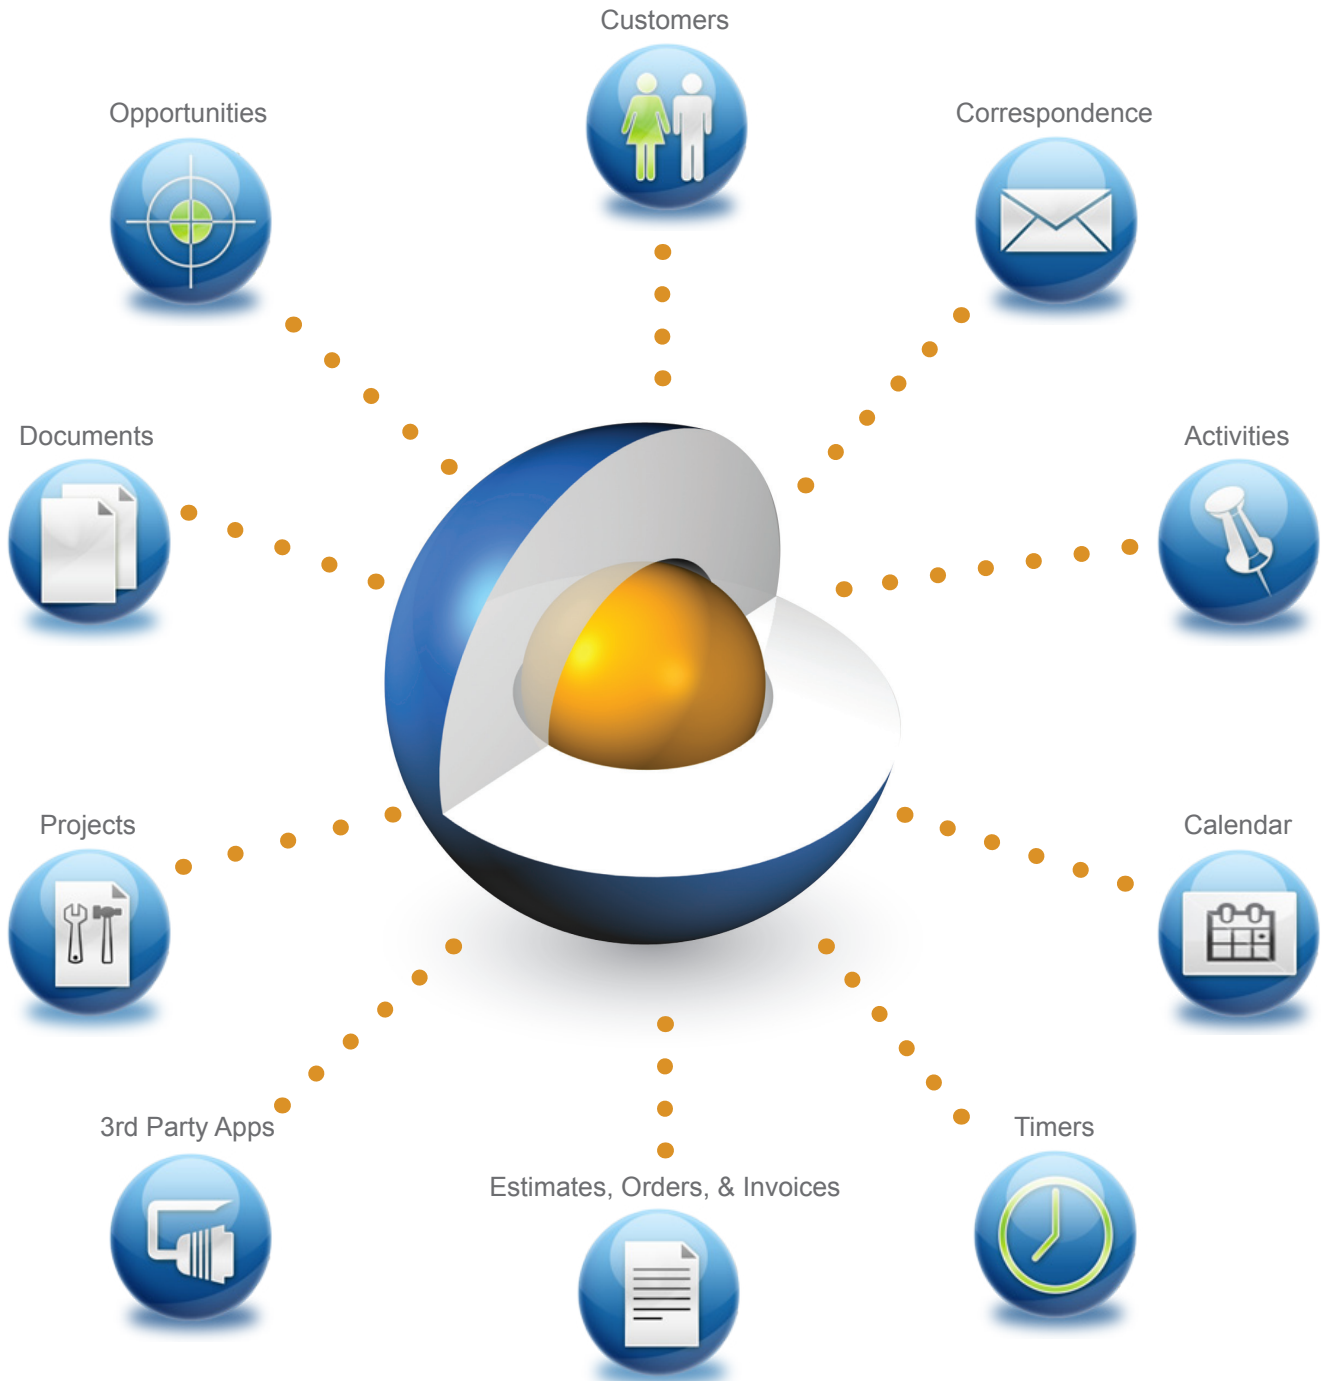 Customers
Opportunities
Correspondence
Documents
Activities
Projects
Calendar
3rd Party Apps
Timers
Estimates, Orders, & Invoices